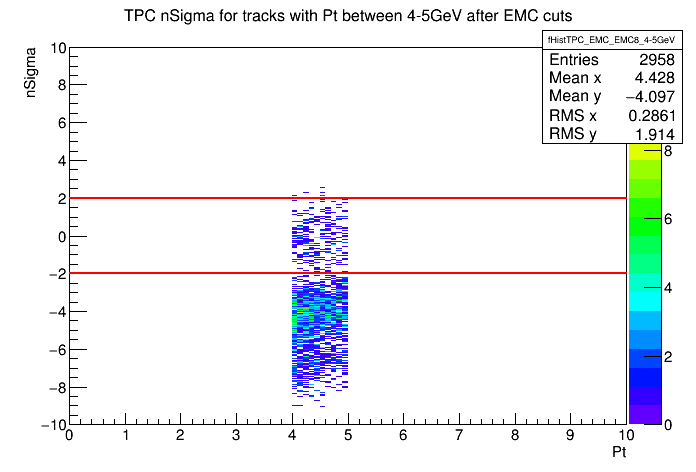 TPC nSigma for tracks with Pt between 4-5GeV after EMC cuts
fHistTPC_EMC_EMC8_4-5GeV
Entries 2958
Mean x 4.428
Mean y −4.097
RMS x 0.2861
RMS y 1.914
nSigma
10
8
6
4
2
0
−2
−4
−6
−8
−10
0 1 2 3 4 5 6 7 8 9 10
Pt
8
6
4
2
0